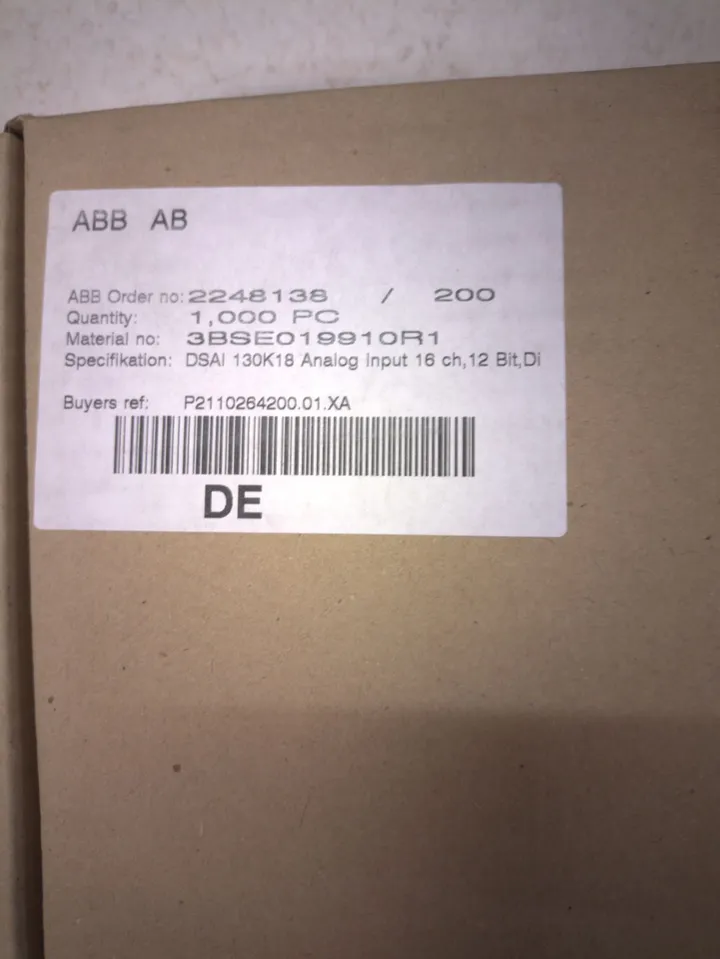 ABB AB
ABB Order no: 2248138 / 200
Quantity: 1,000 PC
Material no: 3BSE019910R1
Specifikation: DSAI 130K18 Analog Input 16 ch,12 Bit,Di
Buyers ref: P2110264200.01.XA
DE